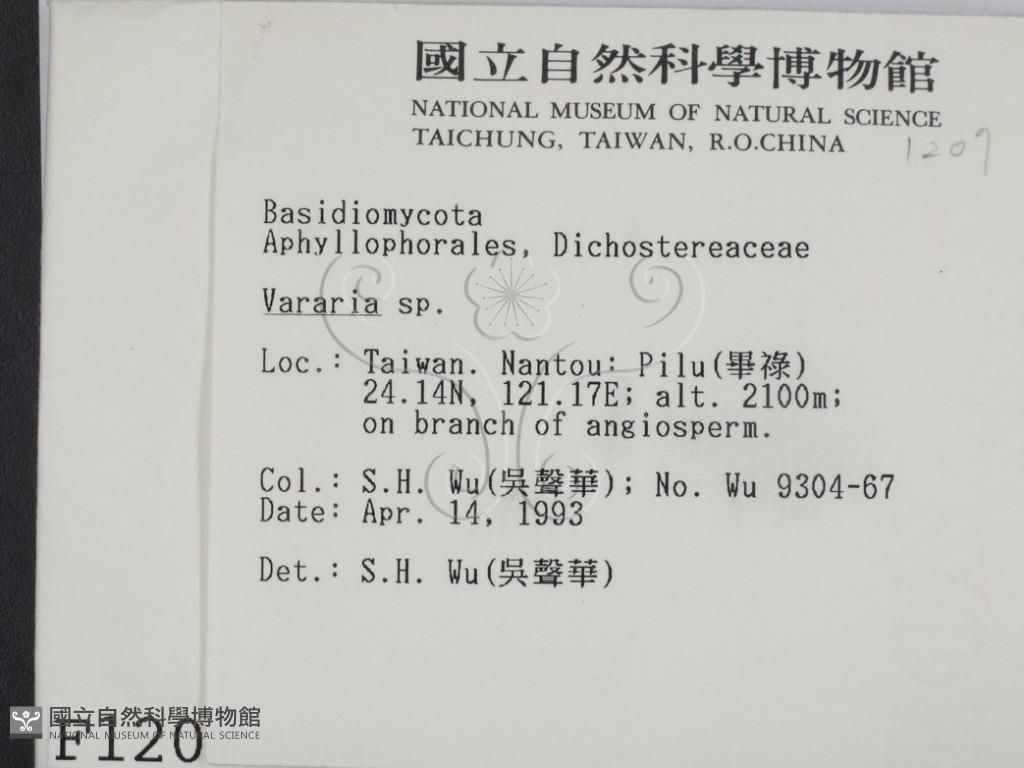 國立自然科學博物館
NATIONAL MUSEUM OF NATURAL SCIENCE
TAICHUNG, TAIWAN, R.O.CHINA
1209
Basidiomycota
Aphyllophorales, Dichostereaceae
Vararia sp.
Loc.: Taiwan. Nantou: Pilu(畢祿)
24.14N, 121.17E; alt. 2100m;
on branch of angiosperm.
Col.: S.H. Wu(吳聲華); No. Wu 9304-67
Date: Apr. 14, 1993
Det.: S.H. Wu(吳聲華)
F120
國立自然科學博物館
NATIONAL MUSEUM OF NATURAL SCIENCE